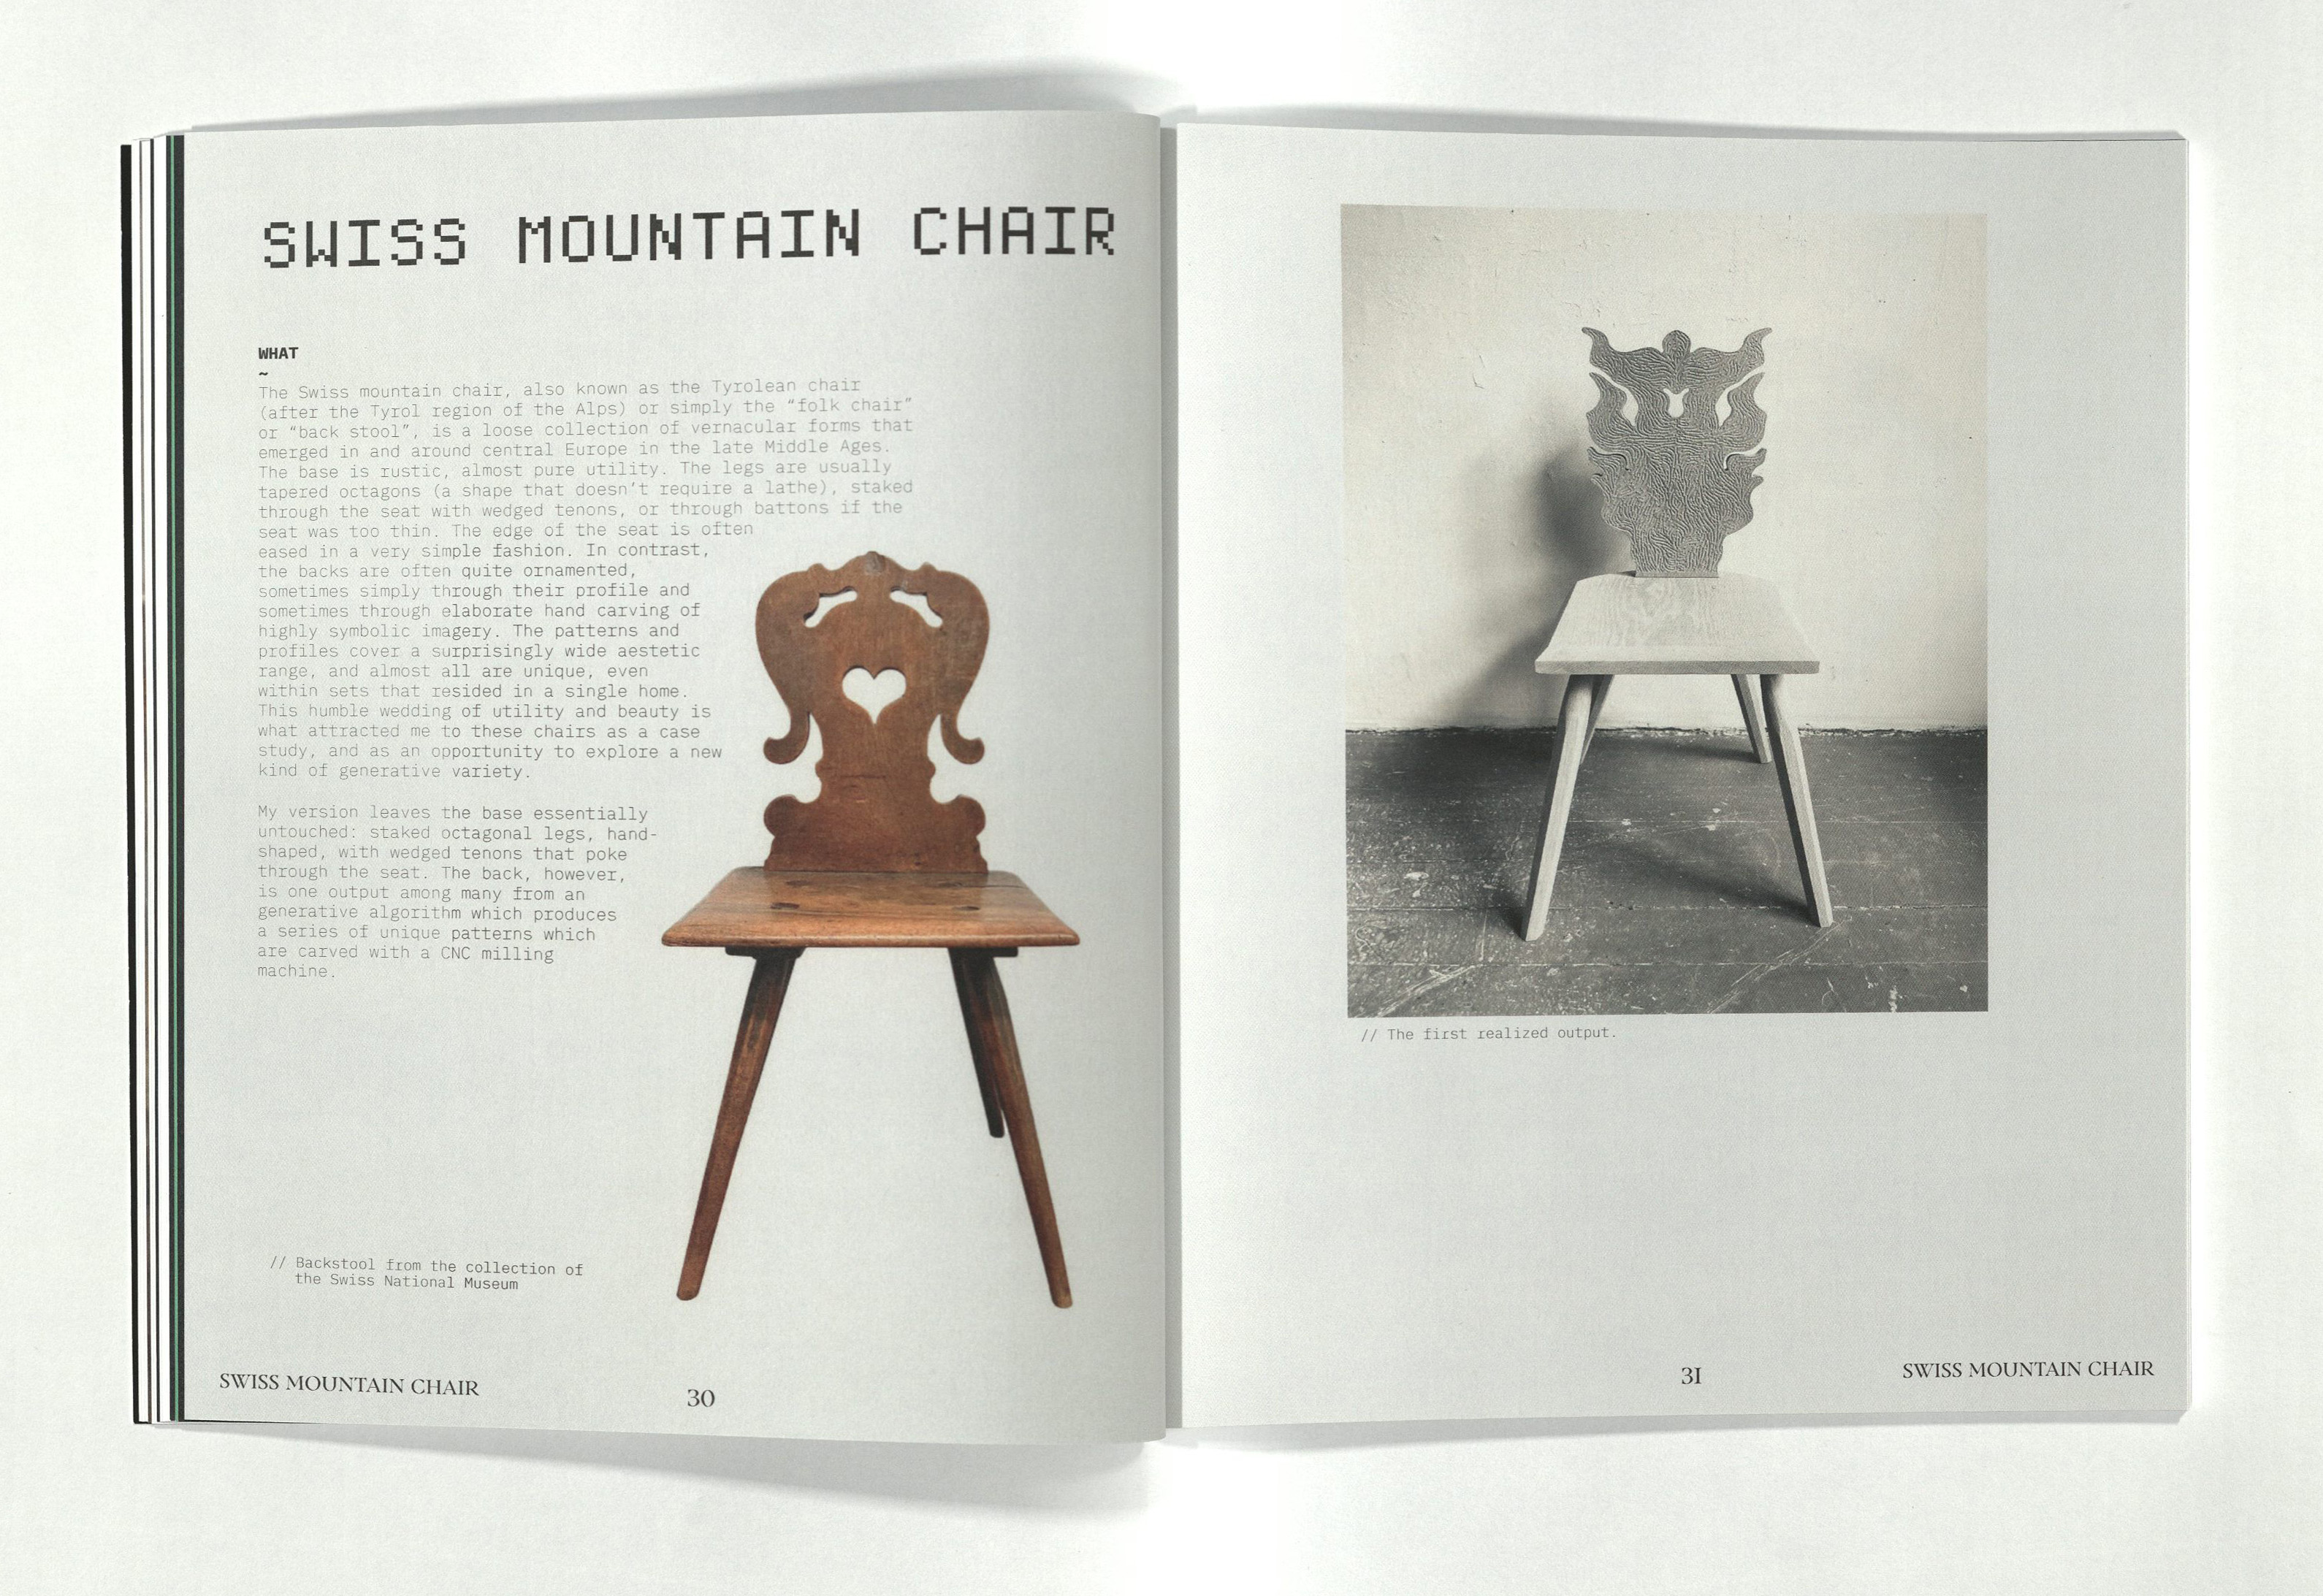 SWISS MOUNTAIN CHAIR
WHAT
~
The Swiss mountain chair, also known as the Tyrolean chair
(after the Tyrol region of the Alps) or simply the “folk chair”
or “back stool”, is a loose collection of vernacular forms that
emerged in and around central Europe in the late Middle Ages.
The base is rustic, almost pure utility. The legs are usually
tapered octagons (a shape that doesn’t require a lathe), staked
through the seat with wedged tenons, or through battons if the
seat was too thin. The edge of the seat is often
eased in a very simple fashion. In contrast,
the backs are often quite ornamented,
sometimes simply through their profile and
sometimes through elaborate hand carving of
highly symbolic imagery. The patterns and
profiles cover a surprisingly wide aestetic
range, and almost all are unique, even
within sets that resided in a single home.
This humble wedding of utility and beauty is
what attracted me to these chairs as a case
study, and as an opportunity to explore a new
kind of generative variety.
My version leaves the base essentially
untouched: staked octagonal legs, hand-
shaped, with wedged tenons that poke
through the seat. The back, however,
is one output among many from an
generative algorithm which produces
a series of unique patterns which
are carved with a CNC milling
machine.
// Backstool from the collection of
the Swiss National Museum
SWISS MOUNTAIN CHAIR
30
// The first realized output.
31
SWISS MOUNTAIN CHAIR